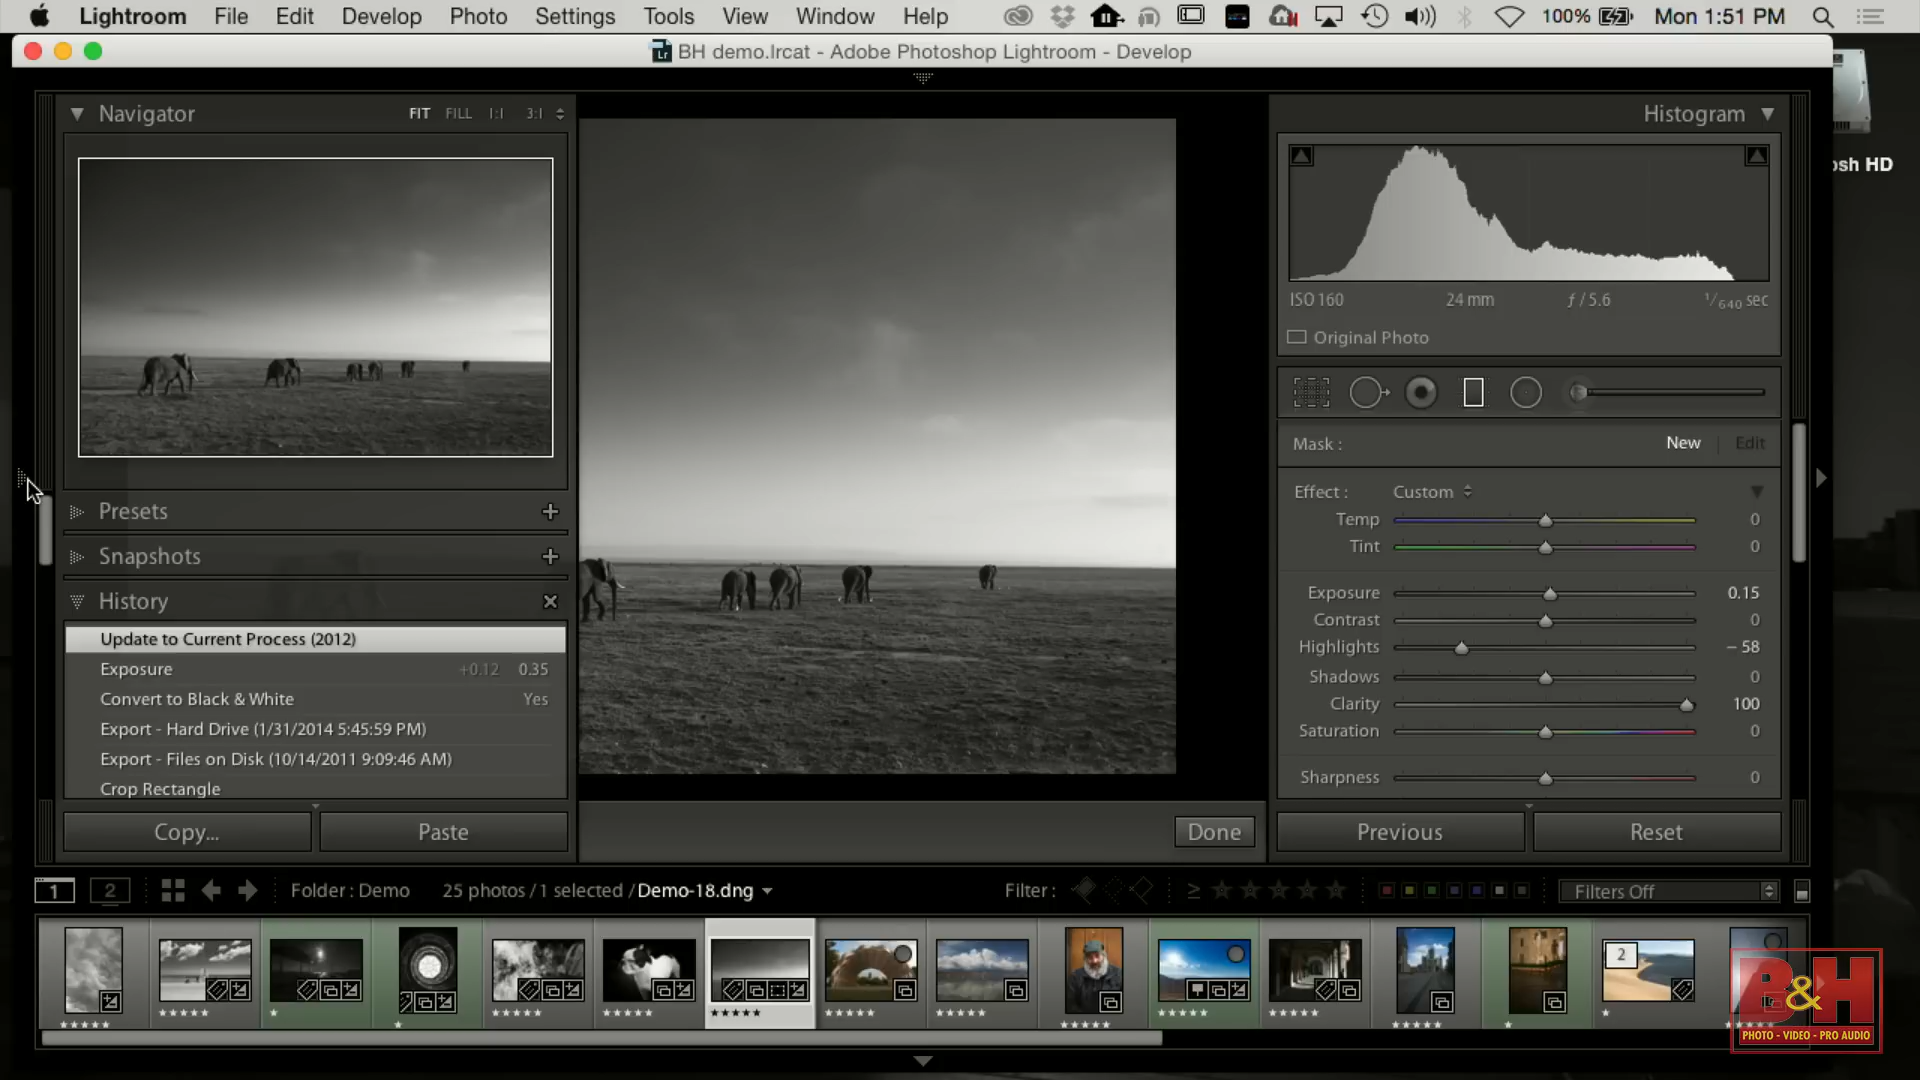 Lightroom File Edit Develop Photo Settings Tools View Window Help 100% Mon 1:51 PM
BH demo.lrcat - Adobe Photoshop Lightroom - Develop
Navigator FIT FILL 1:1 3:1
Histogram
osh HD
ISO 160 24 mm f / 5.6 1/640 sec
Original Photo
Mask : New Edit
Effect : Custom
Temp 0
Tint 0
Exposure 0.15
Contrast 0
Highlights – 58
Shadows 0
Clarity 100
Saturation 0
Sharpness 0
Presets +
Snapshots +
History
Update to Current Process (2012)
Exposure +0.12 0.35
Convert to Black & White Yes
Export - Hard Drive (1/31/2014 5:45:59 PM)
Export - Files on Disk (10/14/2011 9:09:46 AM)
Crop Rectangle
Copy... Paste Done Previous Reset
1 2 Folder : Demo 25 photos / 1 selected / Demo-18.dng Filter : ≥ Filters Off
2
B&H
PHOTO - VIDEO - PRO AUDIO